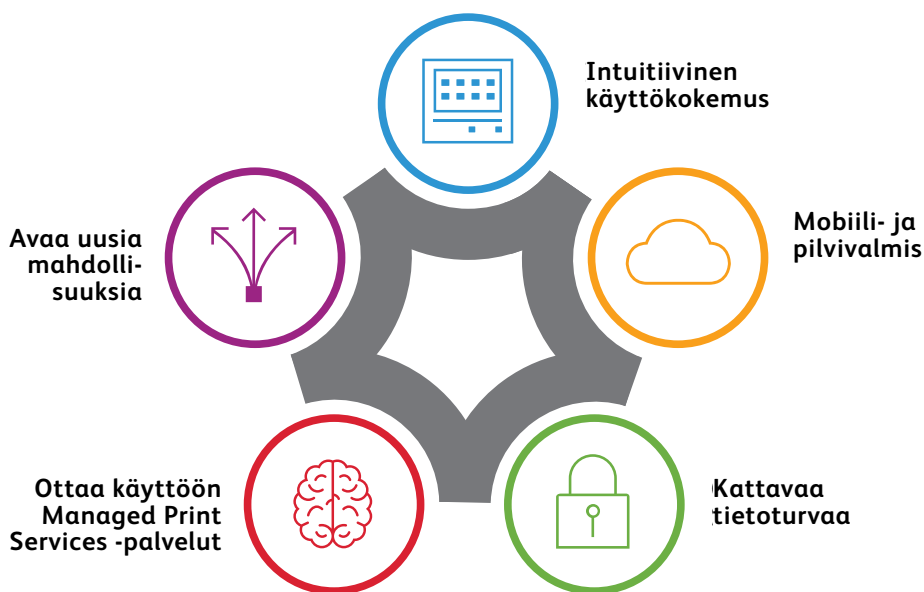 Intuitiivinen
käyttökokemus
Mobiili- ja
pilvivalmis
Avaa uusia
mahdolli-
suuksia
Ottaa käyttöön
Managed Print
Services -palvelut
Kattavaa
tietoturvaa